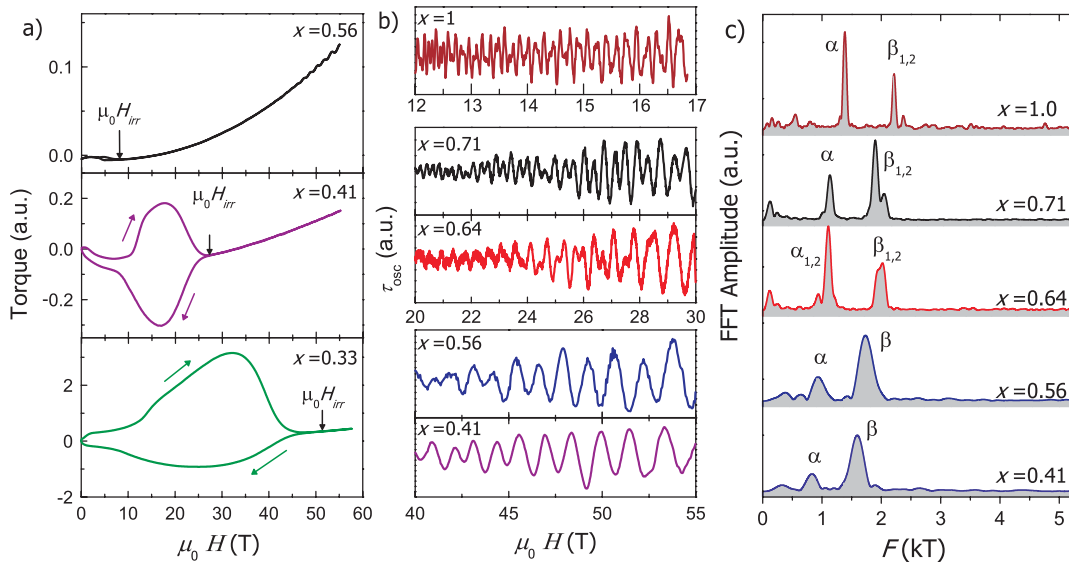 a)
x=0.56
0.1
μ₀H_irr
0.0
x=0.41
0.2
μ₀H_irr
0.0
-0.2
x=0.33
2
μ₀H_irr
0
-2
0 10 20 30 40 50 60
μ₀ H (T)
Torque (a.u.)
b)
x=1
12 13 14 15 16 17
x=0.71
x=0.64
20 22 24 26 28 30
x=0.56
x=0.41
40 45 50 55
μ₀ H (T)
τ_osc (a.u.)
c)
α
β₁,₂
x=1.0
α
β₁,₂
x=0.71
α₁,₂
β₁,₂
x=0.64
α
β
x=0.56
α
β
x=0.41
0 1 2 3 4 5
F (kT)
FFT Amplitude (a.u.)